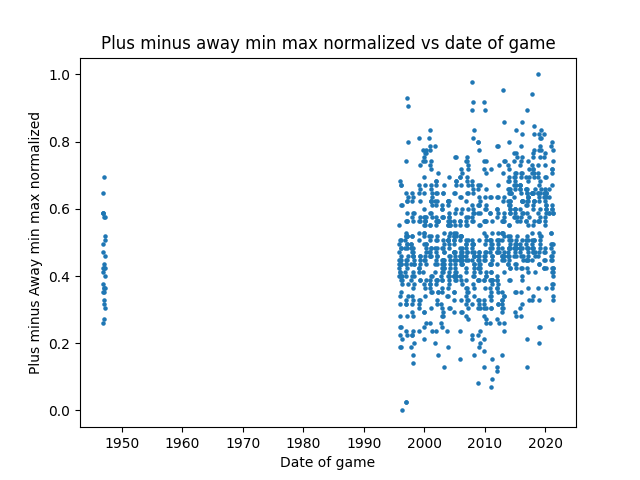 Plus minus away min max normalized vs date of game
Plus minus Away min max normalized
1.0
0.8
0.6
0.4
0.2
0.0
1950 1960 1970 1980 1990 2000 2010 2020
Date of game